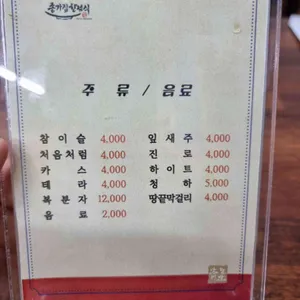 주 류 / 음료
참이슬 4,000 잎새주 4,000
처음처럼 4,000 진로 4,000
카스 4,000 하이트 4,000
테라 4,000 청하 5,000
복분자 12,000 땅끝막걸리 4,000
음료 2,000